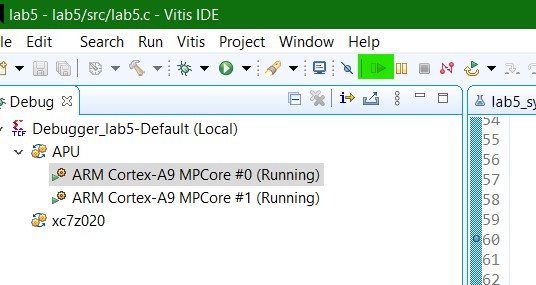 lab5 - lab5/src/lab5.c - Vitis IDE
le Edit Search Run Vitis Project Window Help
Debug
lab5_sy
Debugger_lab5-Default (Local)
TCF
APU
ARM Cortex-A9 MPCore #0 (Running)
ARM Cortex-A9 MPCore #1 (Running)
xc7z020
54
55
56
57
58
59
60
61
62